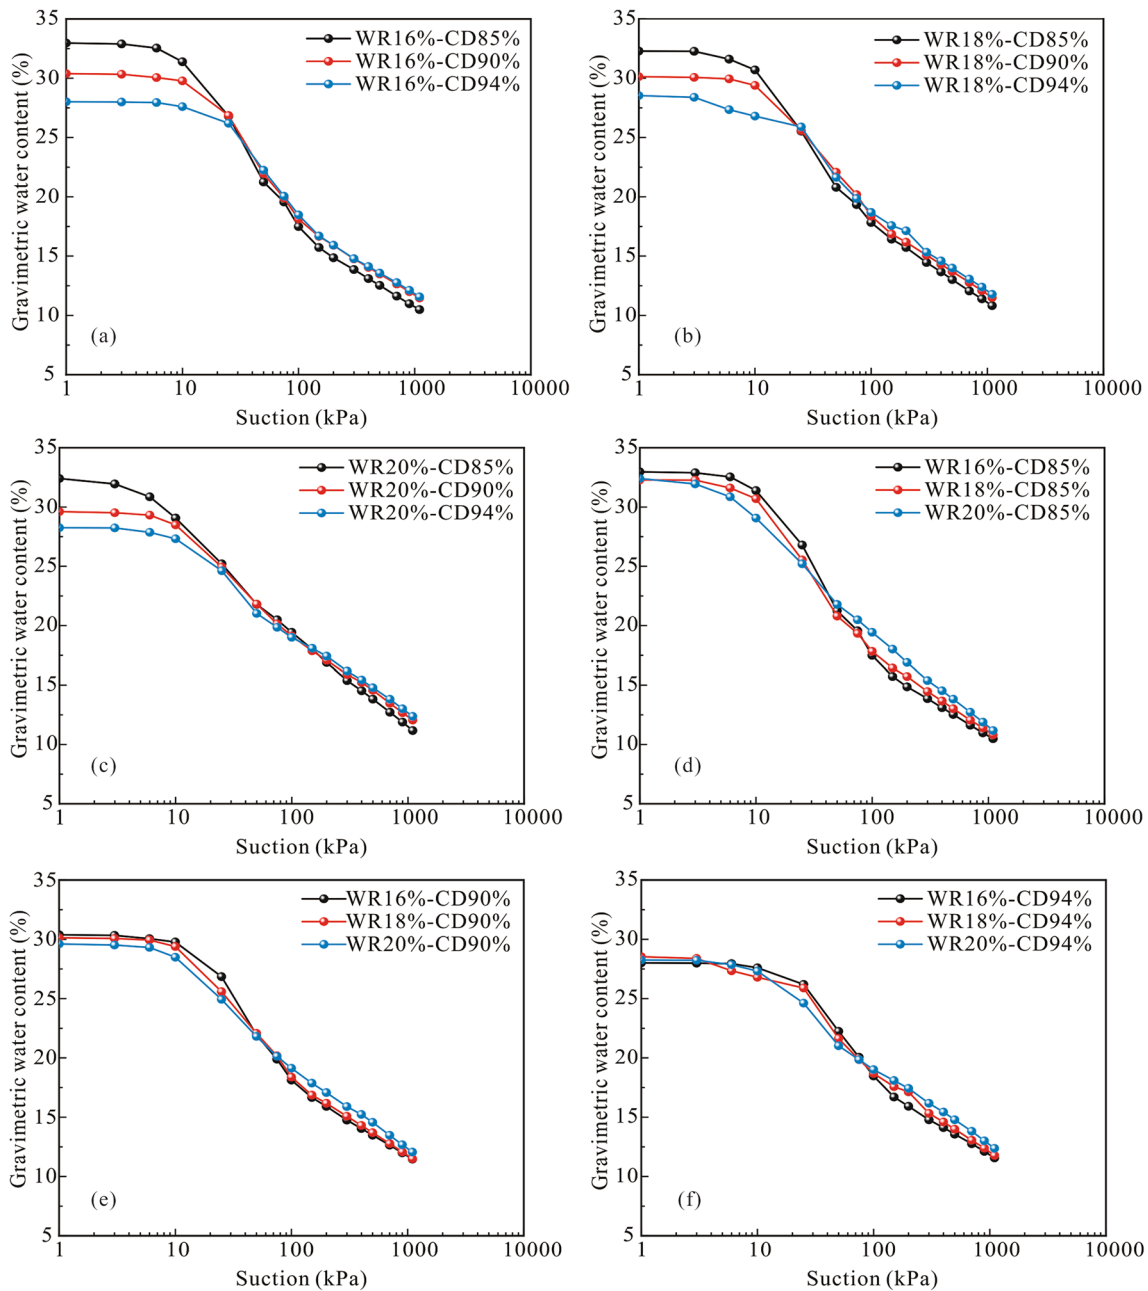 35
30
25
20
15
10
5
Gravimetric water content (%)
WR16%-CD85%
WR16%-CD90%
WR16%-CD94%
(a)
1 10 100 1000 10000
Suction (kPa)
35
30
25
20
15
10
5
Gravimetric water content (%)
WR18%-CD85%
WR18%-CD90%
WR18%-CD94%
(b)
1 10 100 1000 10000
Suction (kPa)
35
30
25
20
15
10
5
Gravimetric water content (%)
WR20%-CD85%
WR20%-CD90%
WR20%-CD94%
(c)
1 10 100 1000 10000
Suction (kPa)
35
30
25
20
15
10
5
Gravimetric water content (%)
WR16%-CD85%
WR18%-CD85%
WR20%-CD85%
(d)
1 10 100 1000 10000
Suction (kPa)
35
30
25
20
15
10
5
Gravimetric water content (%)
WR16%-CD90%
WR18%-CD90%
WR20%-CD90%
(e)
1 10 100 1000 10000
Suction (kPa)
35
30
25
20
15
10
5
Gravimetric water content (%)
WR16%-CD94%
WR18%-CD94%
WR20%-CD94%
(f)
1 10 100 1000 10000
Suction (kPa)